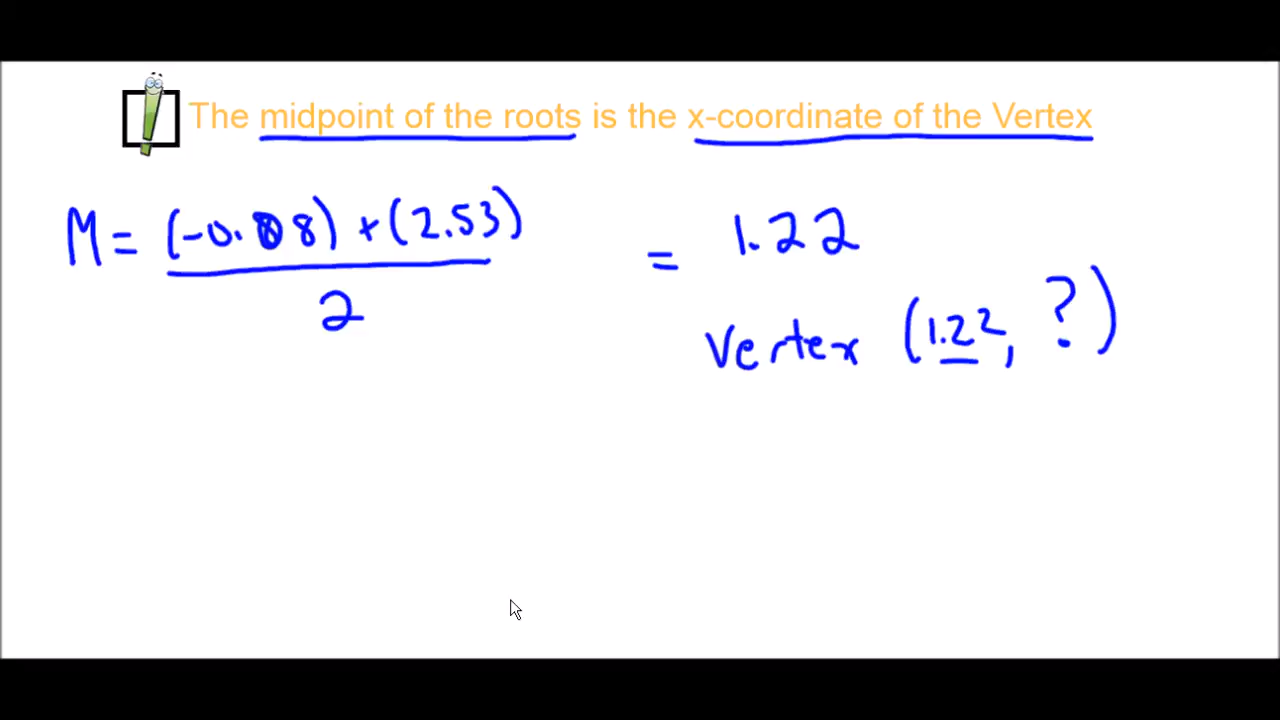 The midpoint of the roots is the x-coordinate of the Vertex
M = (-0.08) + (2.53)
2
= 1.22
Vertex (1.22, ?)